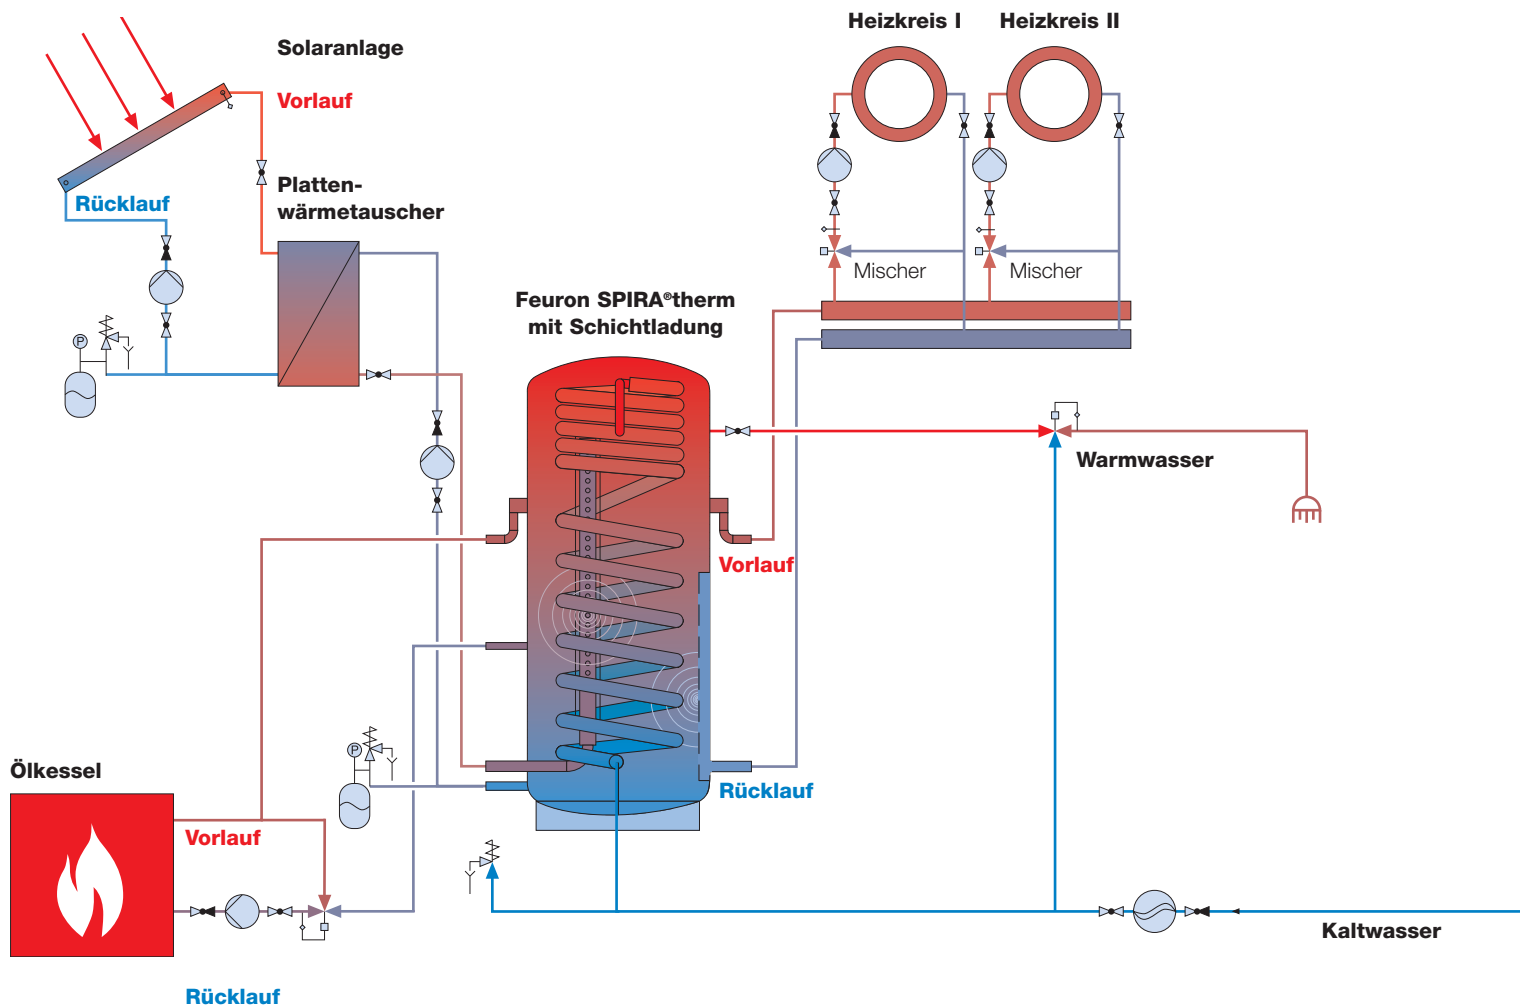 Heizkreis I
Heizkreis II
Solaranlage
Vorlauf
Platten-
wärmetauscher
Rücklauf
Mischer
Mischer
Feuron SPIRA®therm
mit Schichtladung
P
Warmwasser
Vorlauf
P
Ölkessel
Rücklauf
Vorlauf
Kaltwasser
Rücklauf